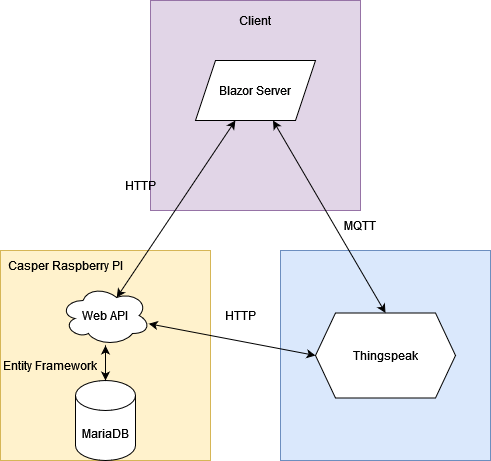 Client
Blazor Server
HTTP
MQTT
Casper Raspberry PI
Web API
HTTP
Thingspeak
Entity Framework
MariaDB